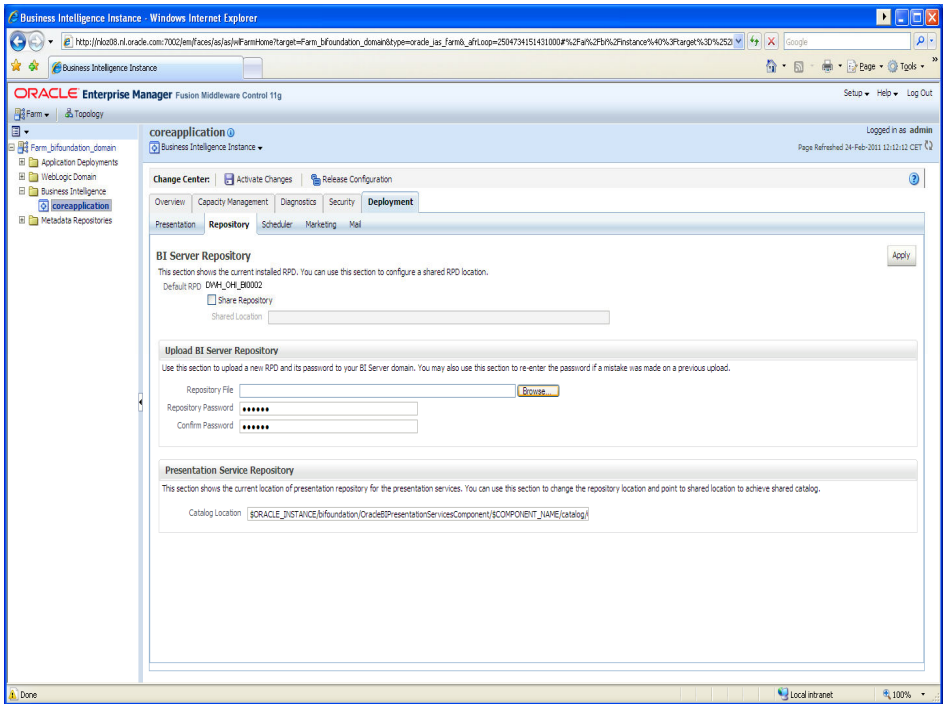 Business Intelligence Instance - Windows Internet Explorer
http://nloz08.nl.oracle.com:7002/em/faces/as/as/wlFarmHome?target=Farm_bifoundation_domain&type=oracle_ias_farm&_afrLoop=2504734151431000#%2Fai%2Fbi%2Finstance%40%3Ftarget%3D%252
Google
Business Intelligence Instance
Page
Tools
ORACLE Enterprise Manager Fusion Middleware Control 11g
Setup Help Log Out
Farm Topology
coreapplication
Logged in as admin
Business Intelligence Instance
Page Refreshed 24-Feb-2011 12:12:12 CET
Farm_bifoundation_domain
Application Deployments
WebLogic Domain
Business Intelligence
coreapplication
Metadata Repositories
Change Center: Activate Changes Release Configuration
Overview Capacity Management Diagnostics Security Deployment
Presentation Repository Scheduler Marketing Mail
BI Server Repository
Apply
This section shows the current installed RPD. You can use this section to configure a shared RPD location.
Default RPD DWH_OHI_BI0002
Share Repository
Shared Location
Upload BI Server Repository
Use this section to upload a new RPD and its password to your BI Server domain. You may also use this section to re-enter the password if a mistake was made on a previous upload.
Repository File Browse...
Repository Password ●●●●●●
Confirm Password ●●●●●●
Presentation Service Repository
This section shows the current location of presentation repository for the presentation services. You can use this section to change the repository location and point to shared location to achieve shared catalog.
Catalog Location $ORACLE_INSTANCE/bifoundation/OracleBIPresentationServicesComponent/$COMPONENT_NAME/catalog/
Done
Local intranet
100%